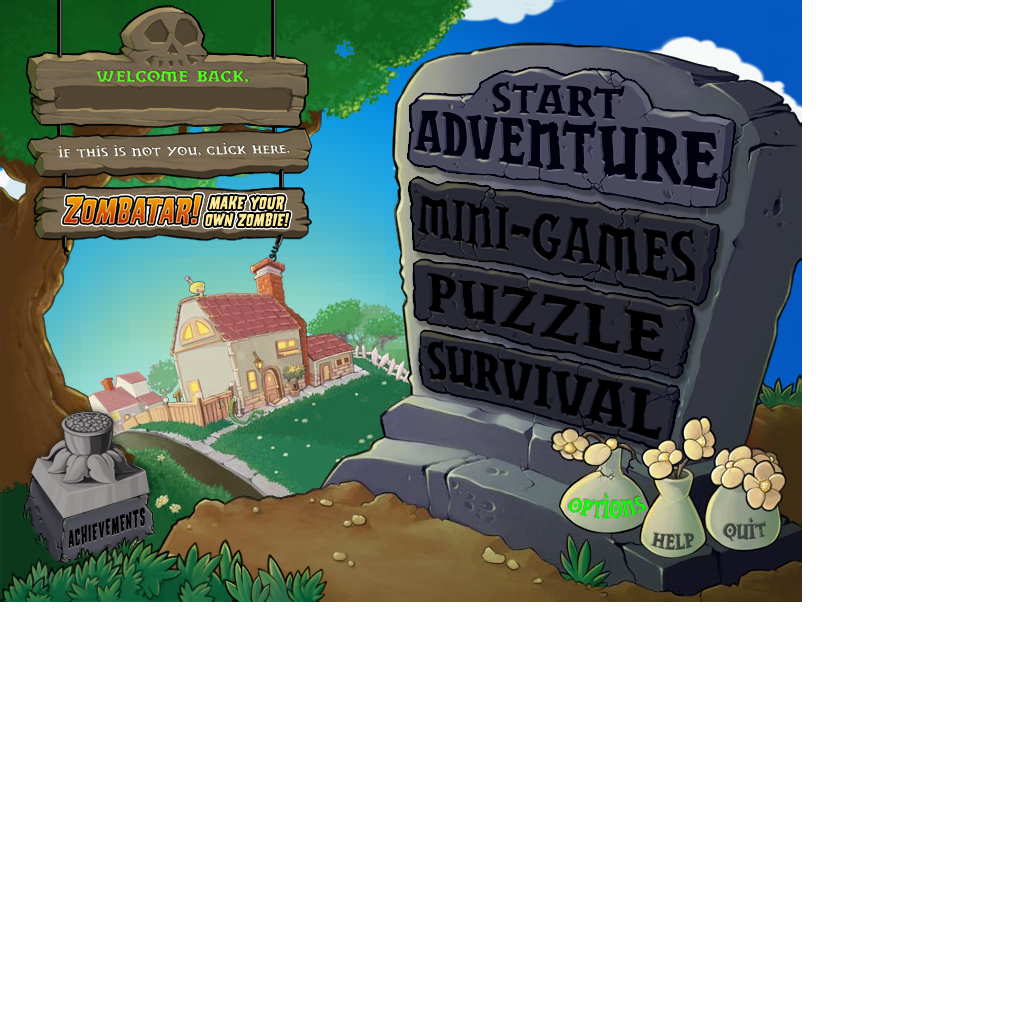 WELCOME BACK,
IF THIS IS NOT YOU, CLICK HERE.
ZOMBATAR! MAKE YOUR
OWN ZOMBIE!
START
ADVENTURE
MINI-GAMES
PUZZLE
SURVIVAL
ACHIEVEMENTS
OPTIONS
HELP
QUIT